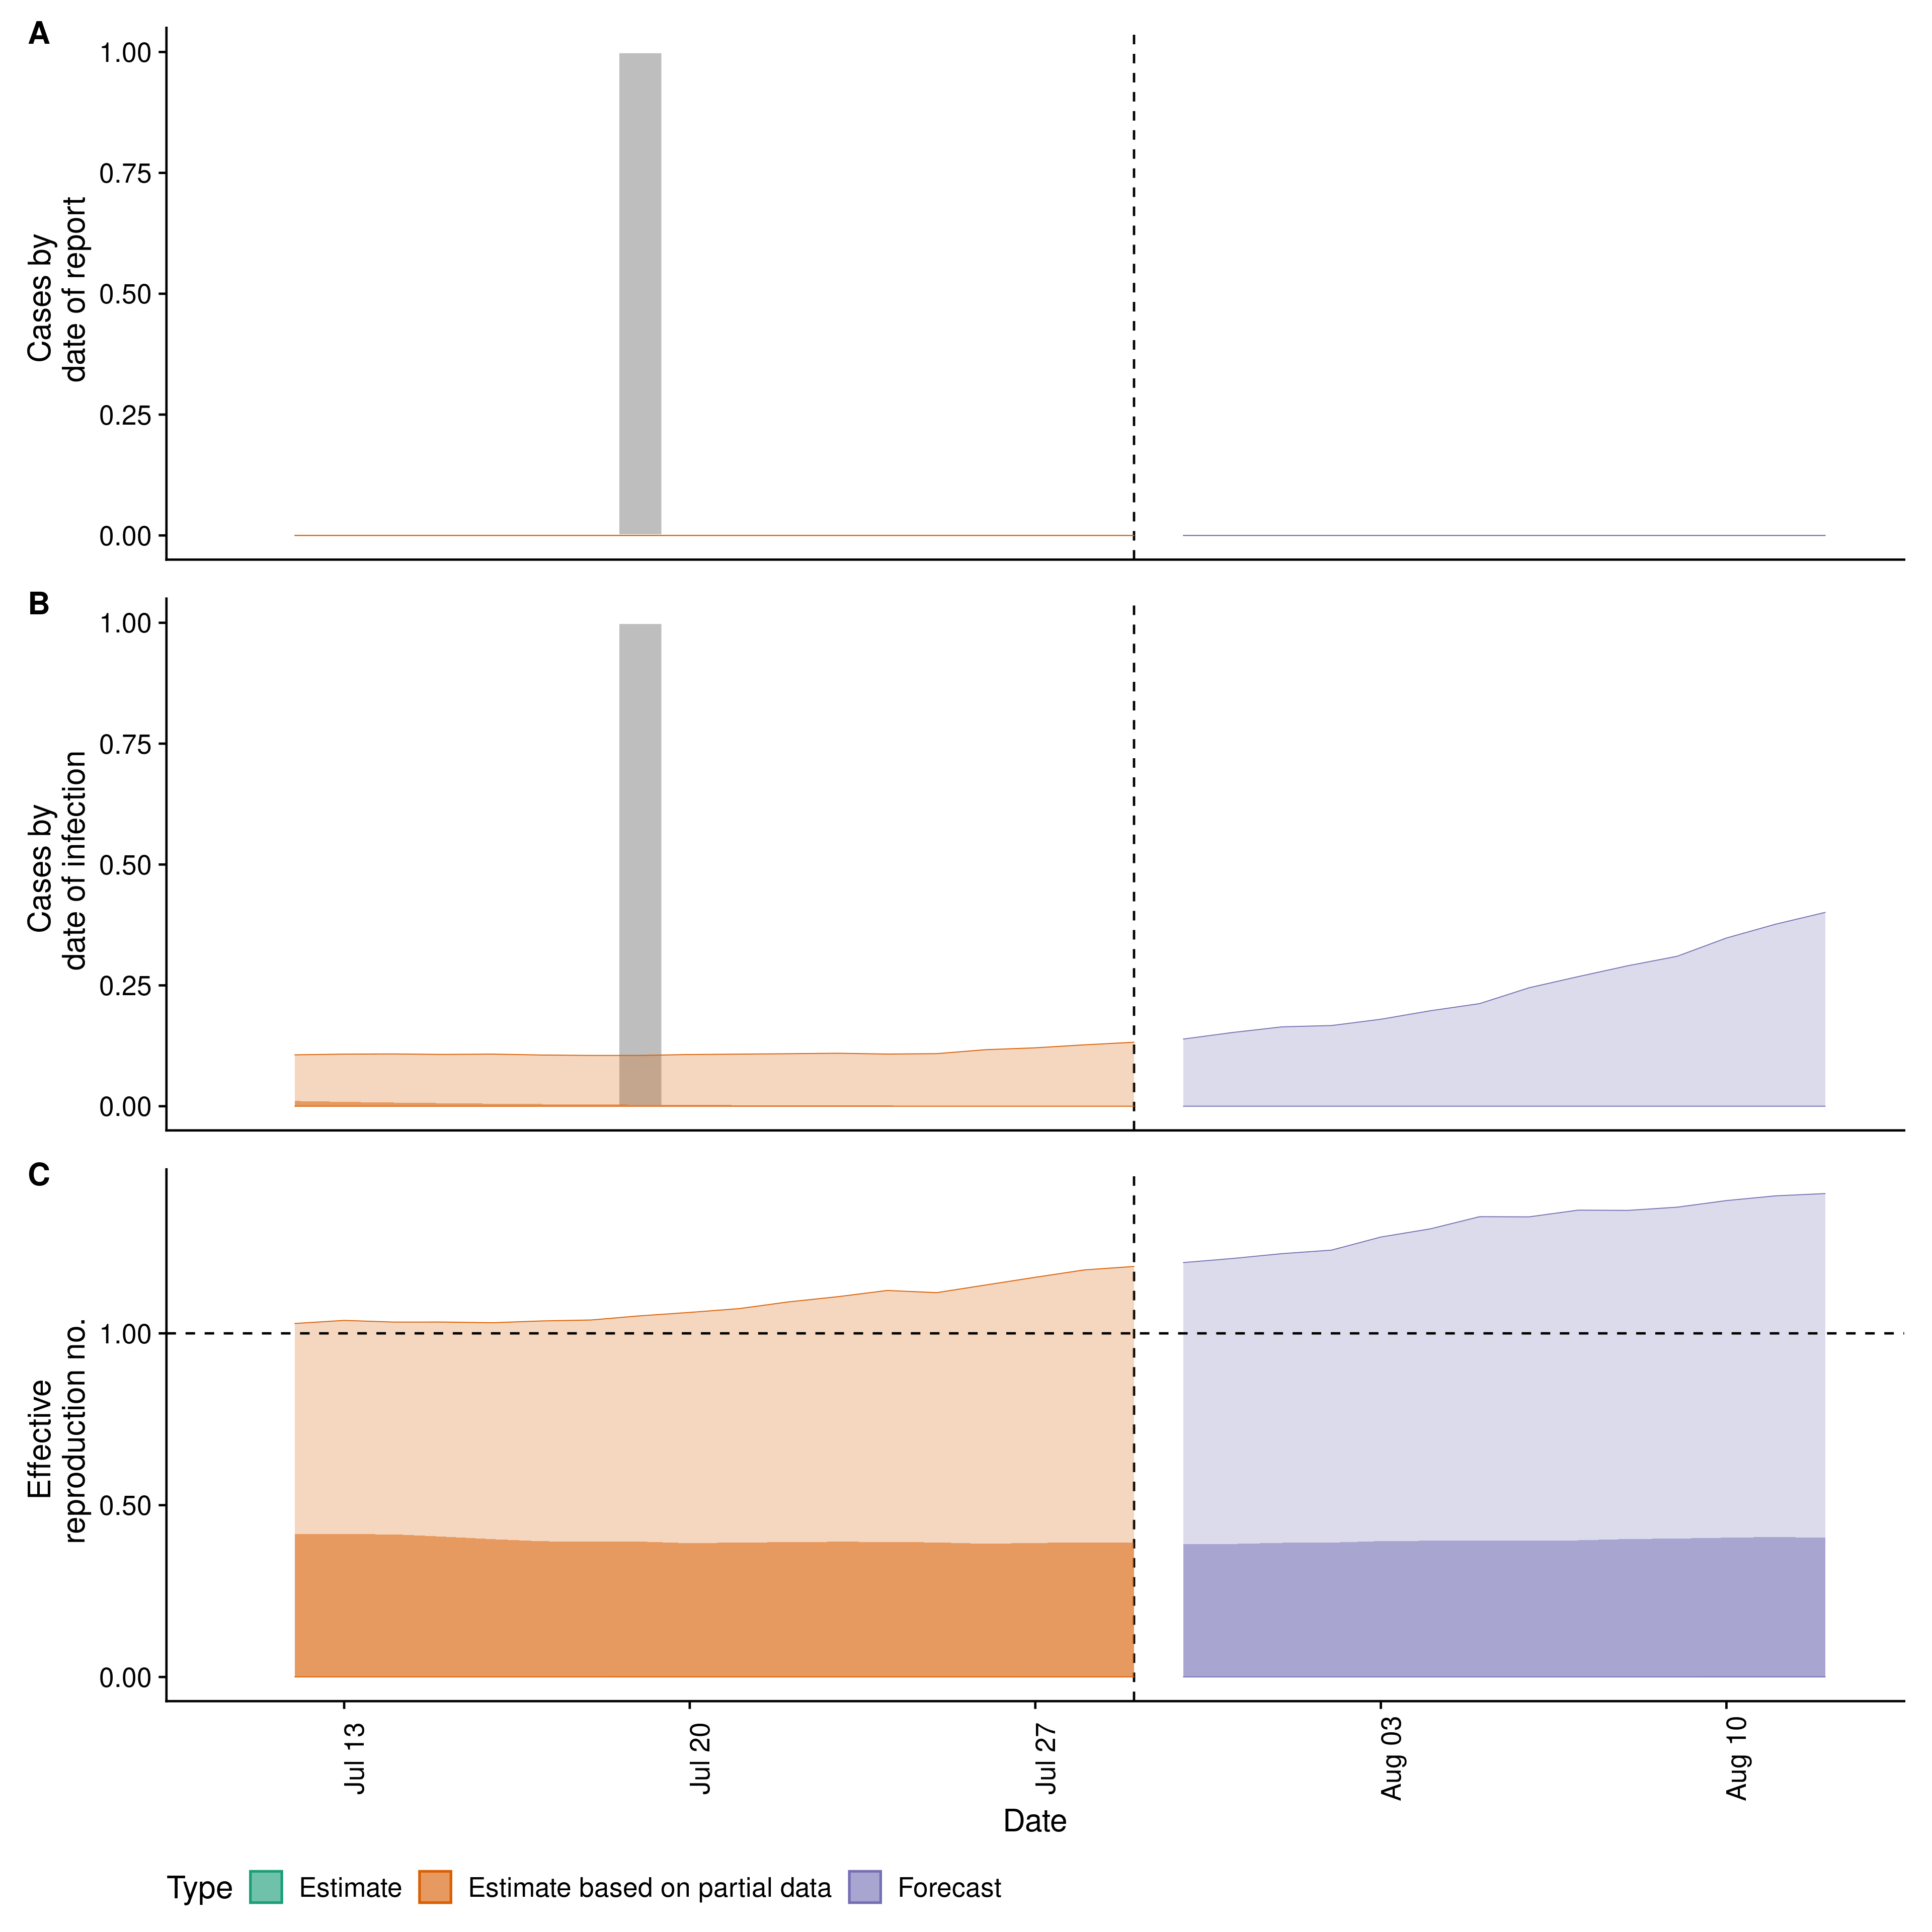 A
1.00
0.75
0.50
0.25
0.00
Cases by
date of report
B
1.00
0.75
0.50
0.25
0.00
Cases by
date of infection
C
1.00
0.50
0.00
Effective
reproduction no.
Jul 13
Jul 20
Jul 27
Aug 03
Aug 10
Date
Type Estimate Estimate based on partial data Forecast